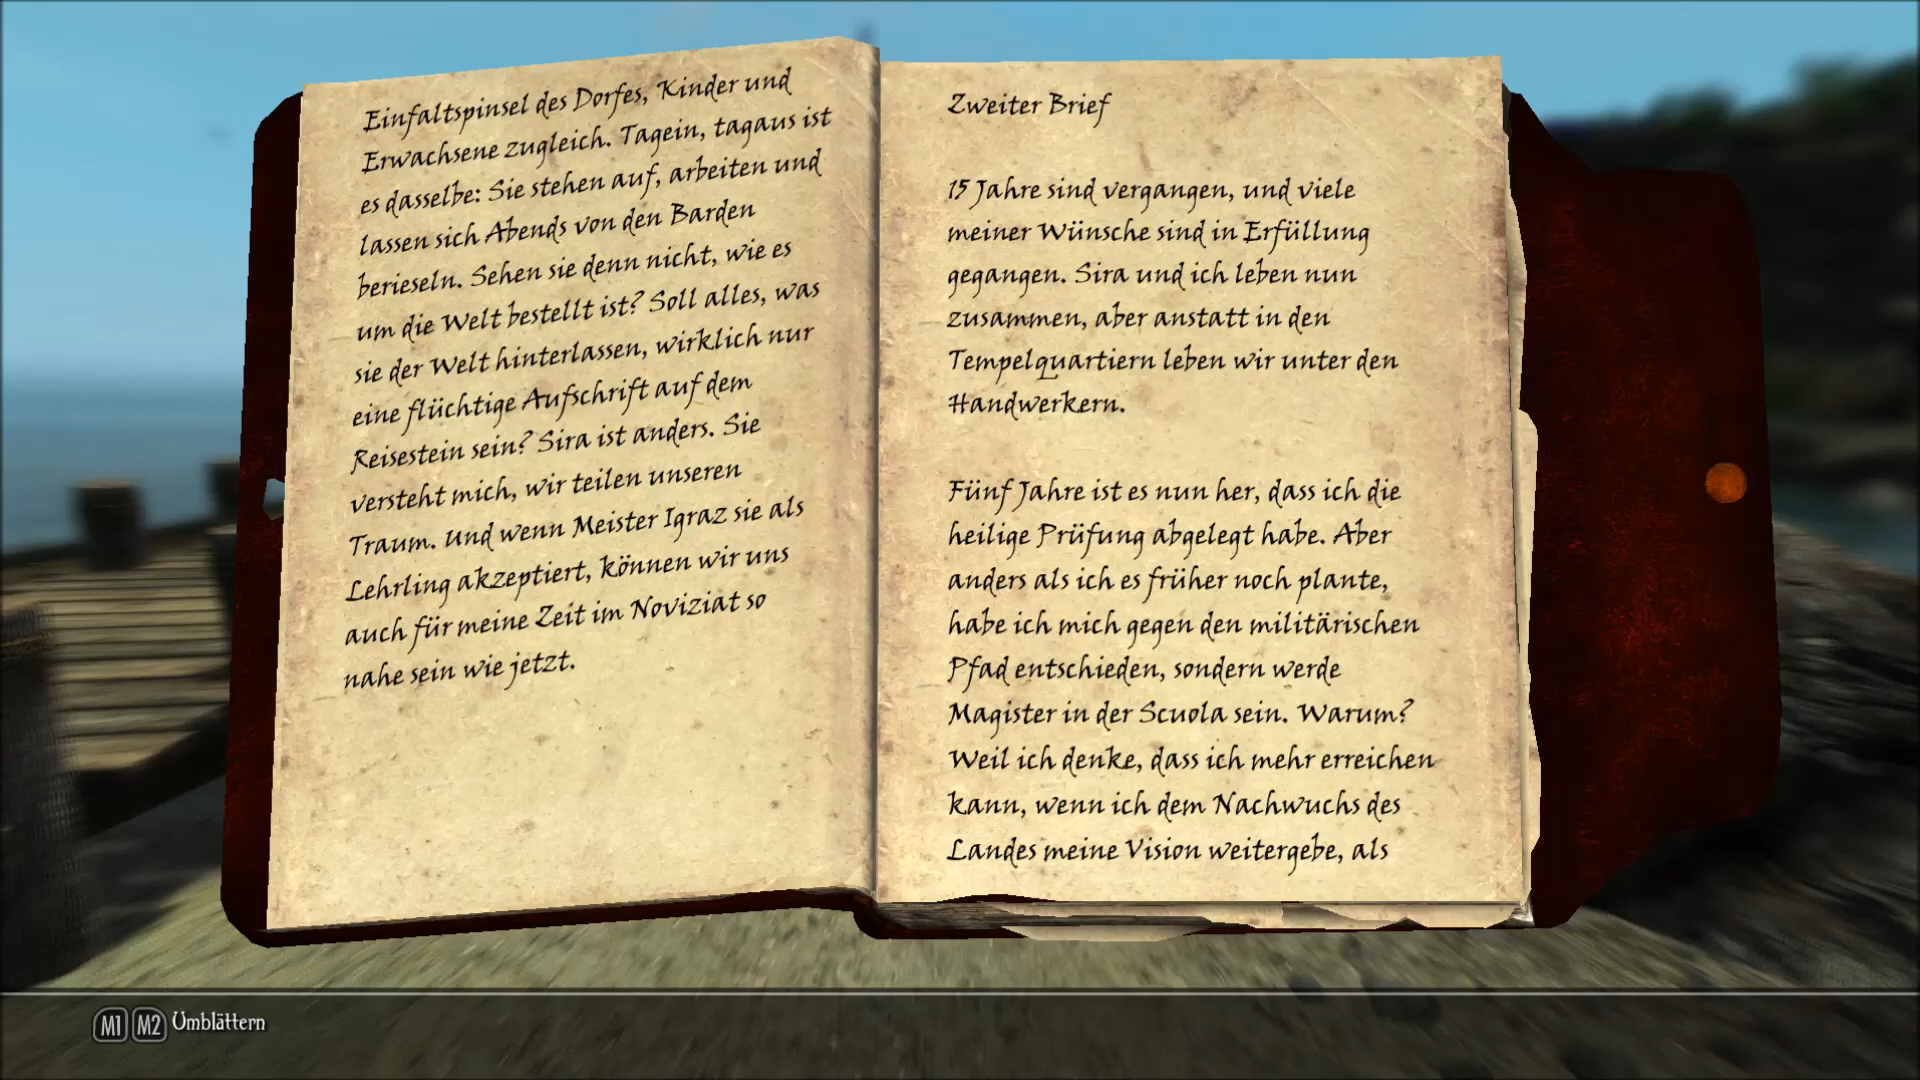 Einfaltspinsel des Dorfes, Kinder und
Erwachsene zugleich. Tagein, tagaus ist
es dasselbe: Sie stehen auf, arbeiten und
lassen sich Abends von den Barden
berieseln. Sehen sie denn nicht, wie es
um die Welt bestellt ist? Soll alles, was
sie der Welt hinterlassen, wirklich nur
eine flüchtige Aufschrift auf dem
Reisestein sein? Sira ist anders. Sie
versteht mich, wir teilen unseren
Traum. Und wenn Meister Igraz sie als
Lehrling akzeptiert, können wir uns
auch für meine Zeit im Noviziat so
nahe sein wie jetzt.
Zweiter Brief
15 Jahre sind vergangen, und viele
meiner Wünsche sind in Erfüllung
gegangen. Sira und ich leben nun
zusammen, aber anstatt in den
Tempelquartiern leben wir unter den
Handwerkern.
Fünf Jahre ist es nun her, dass ich die
heilige Prüfung abgelegt habe. Aber
anders als ich es früher noch plante,
habe ich mich gegen den militärischen
Pfad entschieden, sondern werde
Magister in der Scuola sein. Warum?
Weil ich denke, dass ich mehr erreichen
kann, wenn ich dem Nachwuchs des
Landes meine Vision weitergebe, als
M1 M2 Umblättern